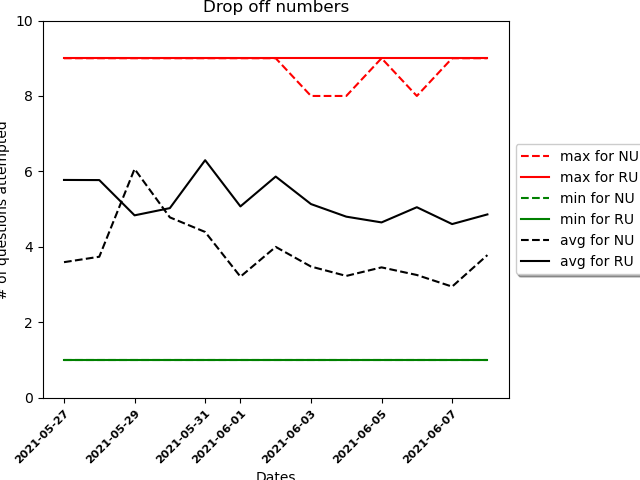 Drop off numbers
# of questions attempted
10
8
6
4
2
0
2021-05-27
2021-05-29
2021-05-31
2021-06-01
2021-06-03
2021-06-05
2021-06-07
Dates
max for NU
max for RU
min for NU
min for RU
avg for NU
avg for RU